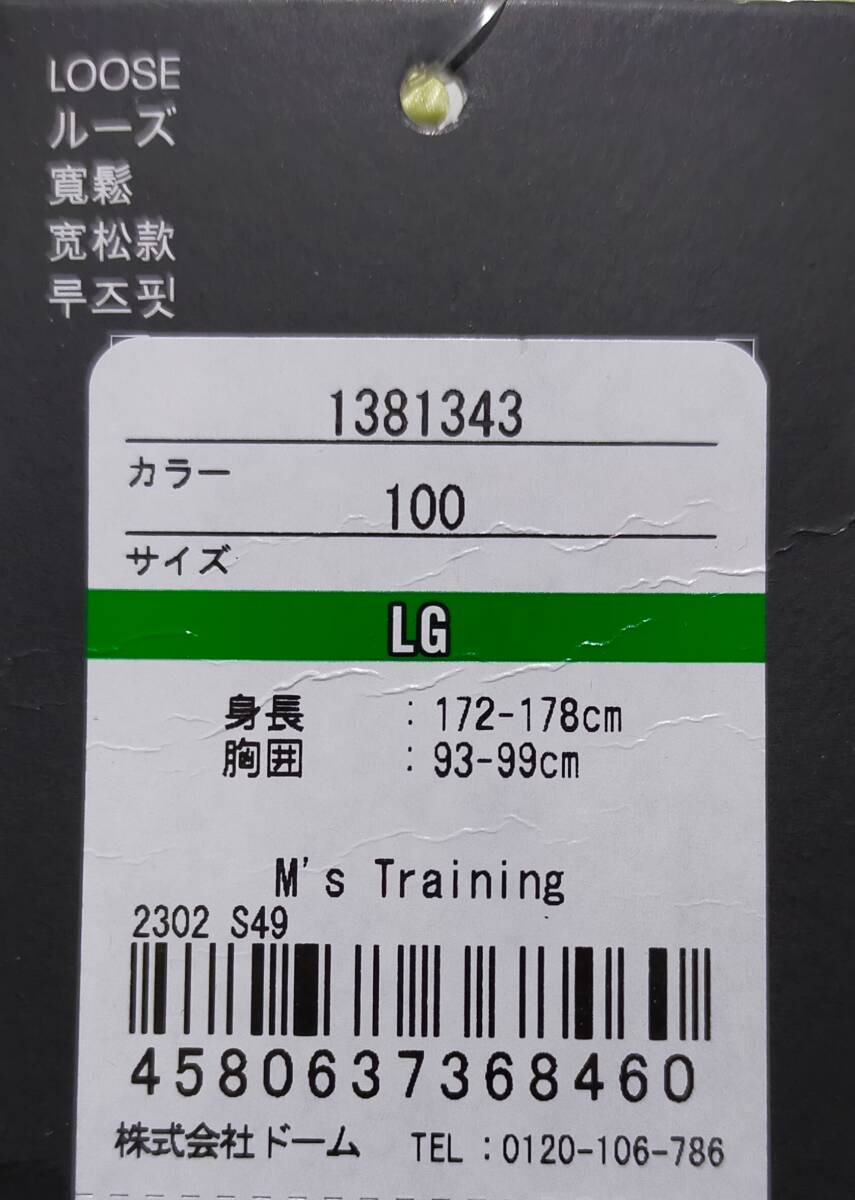 LOOSE
ルーズ
寬鬆
宽松款
루즈핏
1381343
カラー
100
サイズ
LG
身長 : 172-178cm
胸囲 : 93-99cm
M's Training
2302 S49
4580637368460
株式会社ドーム TEL:0120-106-786